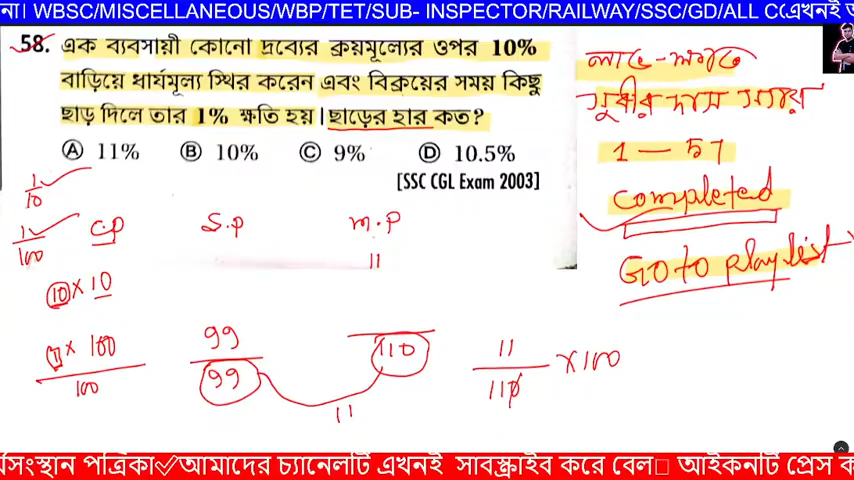 না। WBSC/MISCELLANEOUS/WBP/TET/SUB- INSPECTOR/RAILWAY/SSC/GD/ALL
এখনই
58. এক ব্যবসায়ী কোনো দ্রব্যের ক্রয়মূল্যের ওপর 10%
বাড়িয়ে ধার্যমূল্য স্থির করেন এবং বিক্রয়ের সময় কিছু
ছাড় দিলে তার 1% ক্ষতি হয়। ছাড়ের হার কত?
A 11% B 10% C 9% D 10.5%
[SSC CGL Exam 2003]
লাভ-ক্ষতি
সুবীর দাস স্যার
1 — 57
completed
Go to playlist
1/10
1/100 C.P S.P M.P
11
10 × 10
1 × 100 99 110
100 99
11
11/110 × 100
সংস্থান পত্রিকা✓আমাদের চ্যানেলটি এখনই সাবস্ক্রাইব করে বেল আইকনটি প্রেস ক